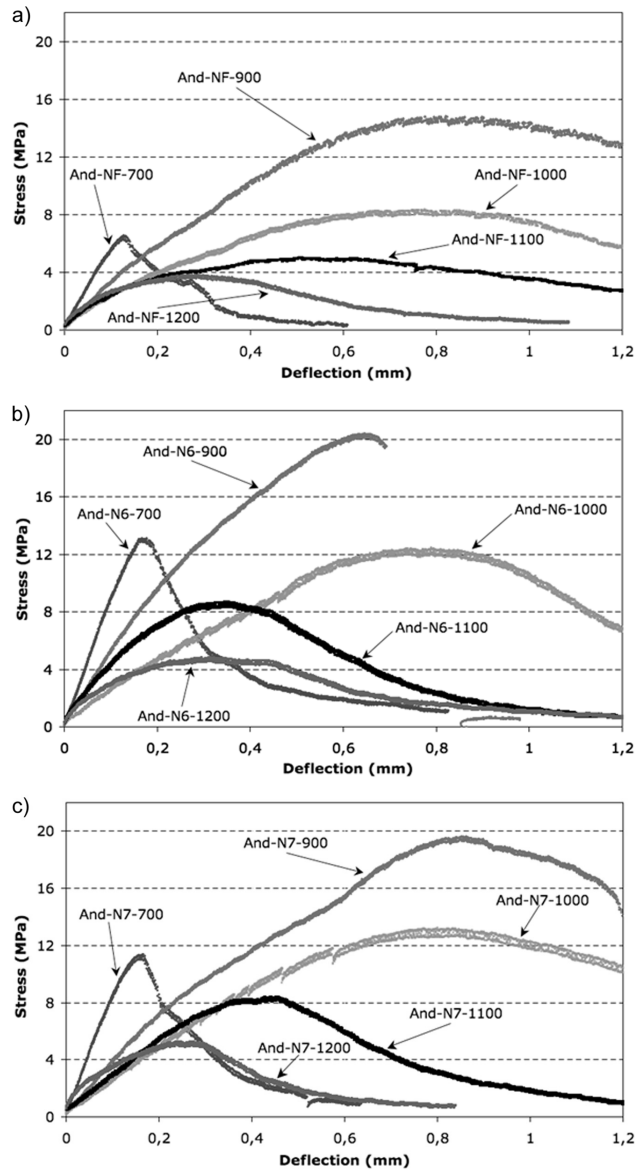 a)
20
16
12
8
4
0
Stress (MPa)
And-NF-900
And-NF-700
And-NF-1000
And-NF-1100
And-NF-1200
0 0,2 0,4 0,6 0,8 1 1,2
Deflection (mm)
b)
20
16
12
8
4
0
Stress (MPa)
And-N6-900
And-N6-700
And-N6-1000
And-N6-1100
And-N6-1200
0 0,2 0,4 0,6 0,8 1 1,2
Deflection (mm)
c)
20
16
12
8
4
0
Stress (MPa)
And-N7-900
And-N7-700
And-N7-1000
And-N7-1100
And-N7-1200
0 0,2 0,4 0,6 0,8 1 1,2
Deflection (mm)